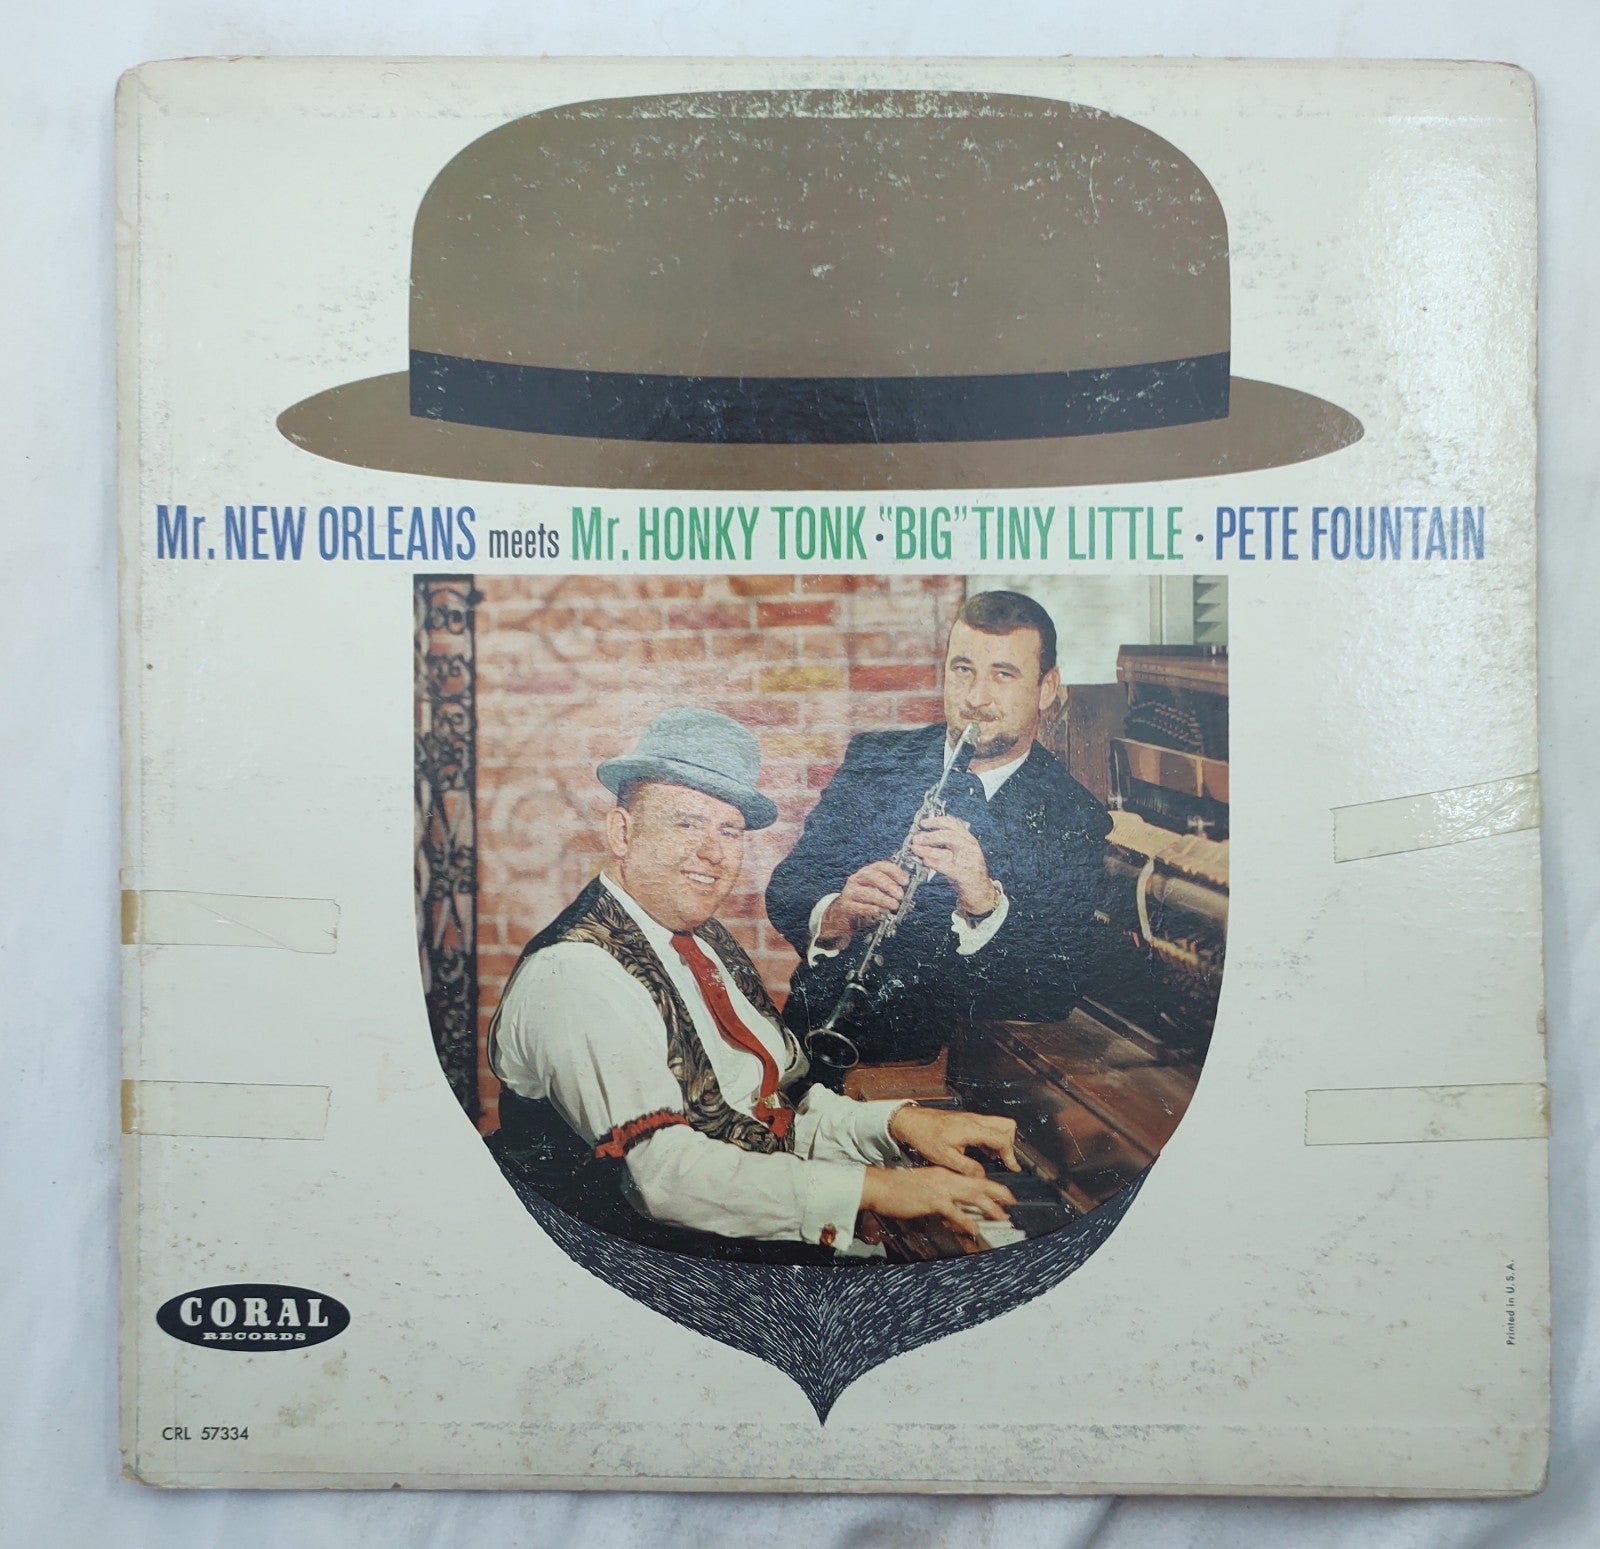 Mr. NEW ORLEANS meets Mr. HONKY TONK · "BIG" TINY LITTLE · PETE FOUNTAIN
CORAL
RECORDS
CRL 57334
Printed in U.S.A.